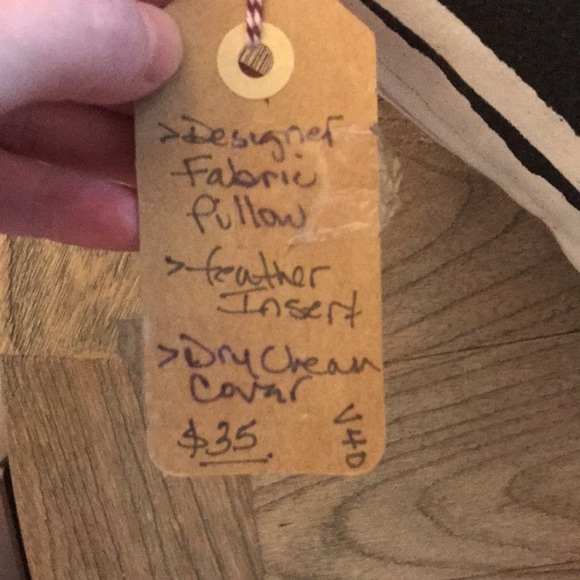 >Designer
Fabric
Pillow
>feather
Insert
>Dry Clean
Cover
$35.